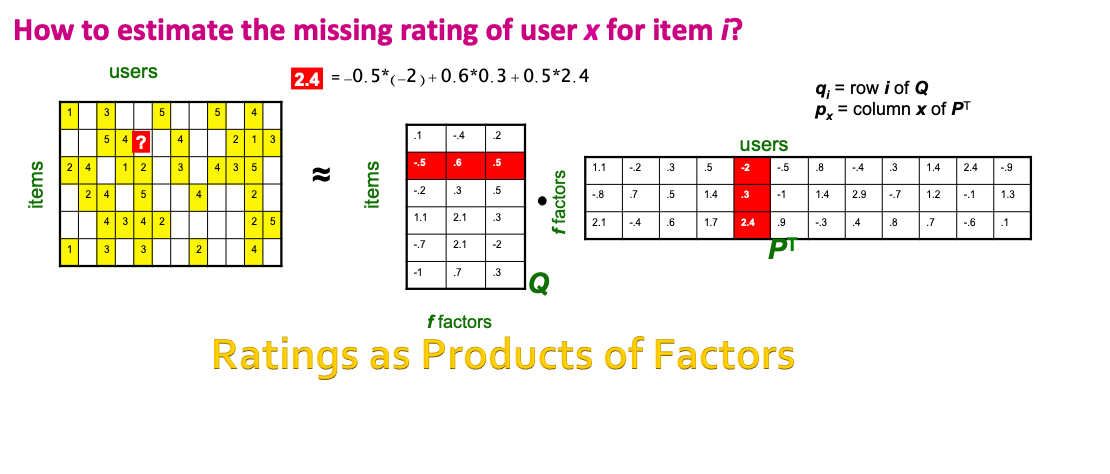 How to estimate the missing rating of user x for item i?
users
2.4 = –0.5*(–2) + 0.6*0.3 + 0.5*2.4
q_i = row i of Q
p_x = column x of P^T
items
1 3 5 5 4
5 4 ? 4 2 1 3
2 4 1 2 3 4 3 5
2 4 5 4 2
4 3 4 2 2 5
1 3 3 2 4
≈
items
.1 -.4 .2
-.5 .6 .5
-.2 .3 .5
1.1 2.1 .3
-.7 2.1 -2
-1 .7 .3
Q
f factors
•
f factors
users
1.1 -.2 .3 .5 -2 -.5 .8 -.4 .3 1.4 2.4 -.9
-.8 .7 .5 1.4 .3 -1 1.4 2.9 -.7 1.2 -.1 1.3
2.1 -.4 .6 1.7 2.4 .9 -.3 .4 .8 .7 -.6 .1
P^T
Ratings as Products of Factors